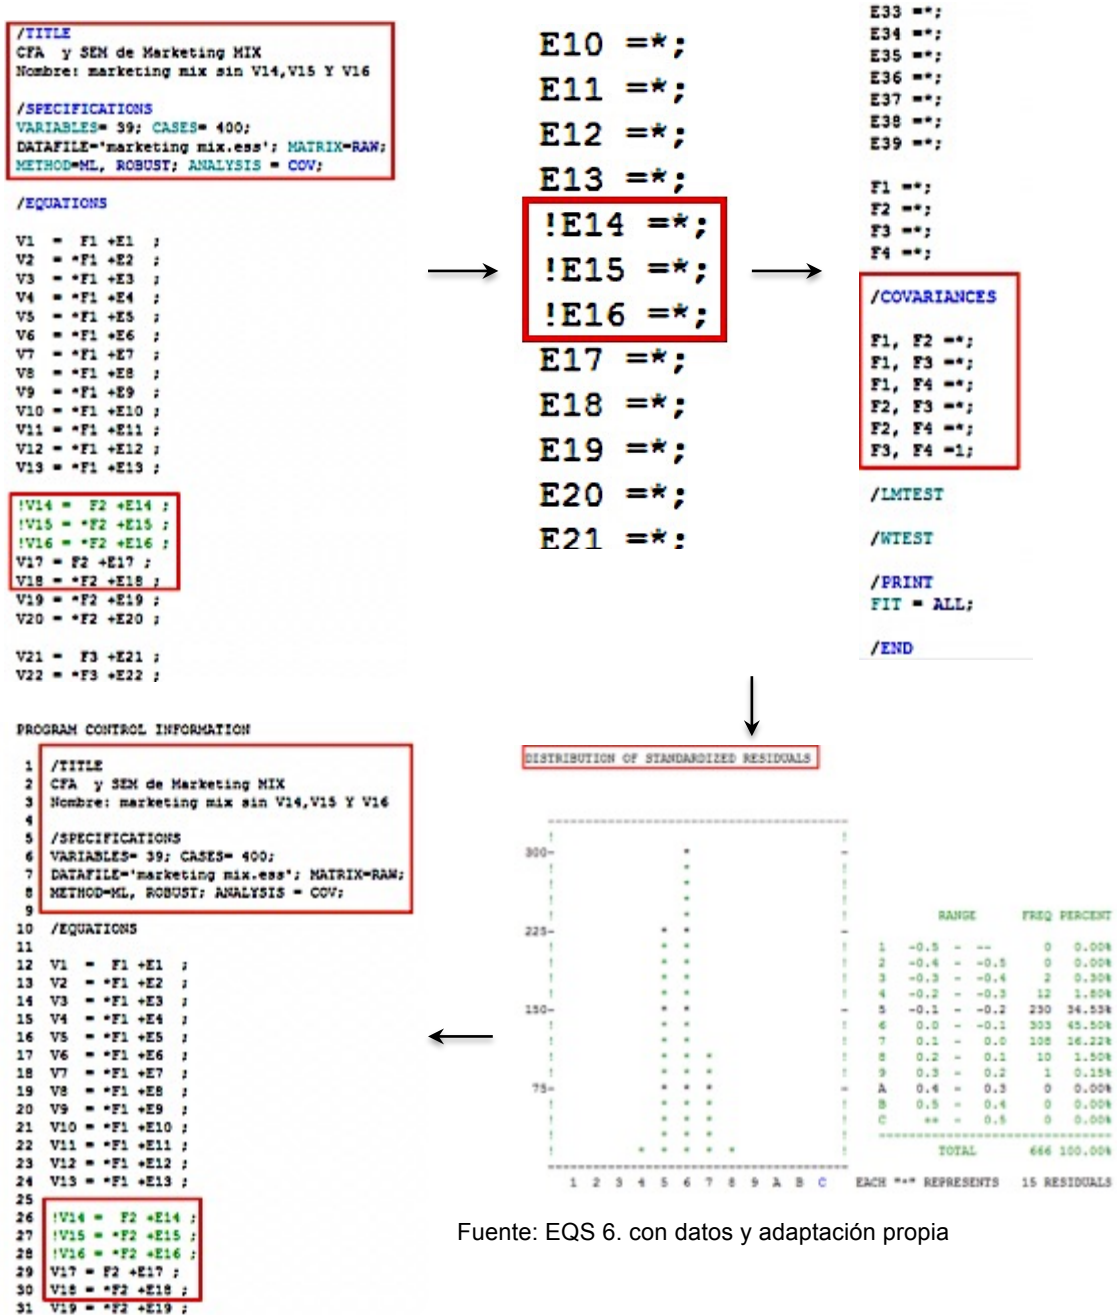 /TITLE
CFA y SEM de Marketing MIX
Nombre: marketing mix sin V14,V15 Y V16
/SPECIFICATIONS
VARIABLES= 39; CASES= 400;
DATAFILE='marketing mix.ess'; MATRIX=RAW;
METHOD=ML, ROBUST; ANALYSIS = COV;
/EQUATIONS
V1 = F1 +E1 ;
V2 = *F1 +E2 ;
V3 = *F1 +E3 ;
V4 = *F1 +E4 ;
V5 = *F1 +E5 ;
V6 = *F1 +E6 ;
V7 = *F1 +E7 ;
V8 = *F1 +E8 ;
V9 = *F1 +E9 ;
V10 = *F1 +E10 ;
V11 = *F1 +E11 ;
V12 = *F1 +E12 ;
V13 = *F1 +E13 ;
!V14 = F2 +E14 ;
!V15 = *F2 +E15 ;
!V16 = *F2 +E16 ;
V17 = F2 +E17 ;
V18 = *F2 +E18 ;
V19 = *F2 +E19 ;
V20 = *F2 +E20 ;
V21 = F3 +E21 ;
V22 = *F3 +E22 ;
E10 =*;
E11 =*;
E12 =*;
E13 =*;
!E14 =*;
!E15 =*;
!E16 =*;
E17 =*;
E18 =*;
E19 =*;
E20 =*;
E21 =*;
E33 =*;
E34 =*;
E35 =*;
E36 =*;
E37 =*;
E38 =*;
E39 =*;
F1 =*;
F2 =*;
F3 =*;
F4 =*;
/COVARIANCES
F1, F2 =*;
F1, F3 =*;
F1, F4 =*;
F2, F3 =*;
F2, F4 =*;
F3, F4 =1;
/LMTEST
/WTEST
/PRINT
FIT = ALL;
/END
DISTRIBUTION OF STANDARDIZED RESIDUALS
300-
225-
150-
75-
1 2 3 4 5 6 7 8 9 A B C
RANGE FREQ PERCENT
1 -0.5 - -- 0 0.00%
2 -0.4 - -0.5 0 0.00%
3 -0.3 - -0.4 2 0.30%
4 -0.2 - -0.3 12 1.80%
5 -0.1 - -0.2 230 34.53%
6 0.0 - -0.1 303 45.50%
7 0.1 - 0.0 108 16.22%
8 0.2 - 0.1 10 1.50%
9 0.3 - 0.2 1 0.15%
A 0.4 - 0.3 0 0.00%
B 0.5 - 0.4 0 0.00%
C ++ - 0.5 0 0.00%
TOTAL 666 100.00%
EACH "*" REPRESENTS 15 RESIDUALS
PROGRAM CONTROL INFORMATION
1 /TITLE
2 CFA y SEM de Marketing MIX
3 Nombre: marketing mix sin V14,V15 Y V16
4
5 /SPECIFICATIONS
6 VARIABLES= 39; CASES= 400;
7 DATAFILE='marketing mix.ess'; MATRIX=RAW;
8 METHOD=ML, ROBUST; ANALYSIS = COV;
9
10 /EQUATIONS
11
12 V1 = F1 +E1 ;
13 V2 = *F1 +E2 ;
14 V3 = *F1 +E3 ;
15 V4 = *F1 +E4 ;
16 V5 = *F1 +E5 ;
17 V6 = *F1 +E6 ;
18 V7 = *F1 +E7 ;
19 V8 = *F1 +E8 ;
20 V9 = *F1 +E9 ;
21 V10 = *F1 +E10 ;
22 V11 = *F1 +E11 ;
23 V12 = *F1 +E12 ;
24 V13 = *F1 +E13 ;
25
26 !V14 = F2 +E14 ;
27 !V15 = *F2 +E15 ;
28 !V16 = *F2 +E16 ;
29 V17 = F2 +E17 ;
30 V18 = *F2 +E18 ;
31 V19 = *F2 +E19 ;
Fuente: EQS 6. con datos y adaptación propia